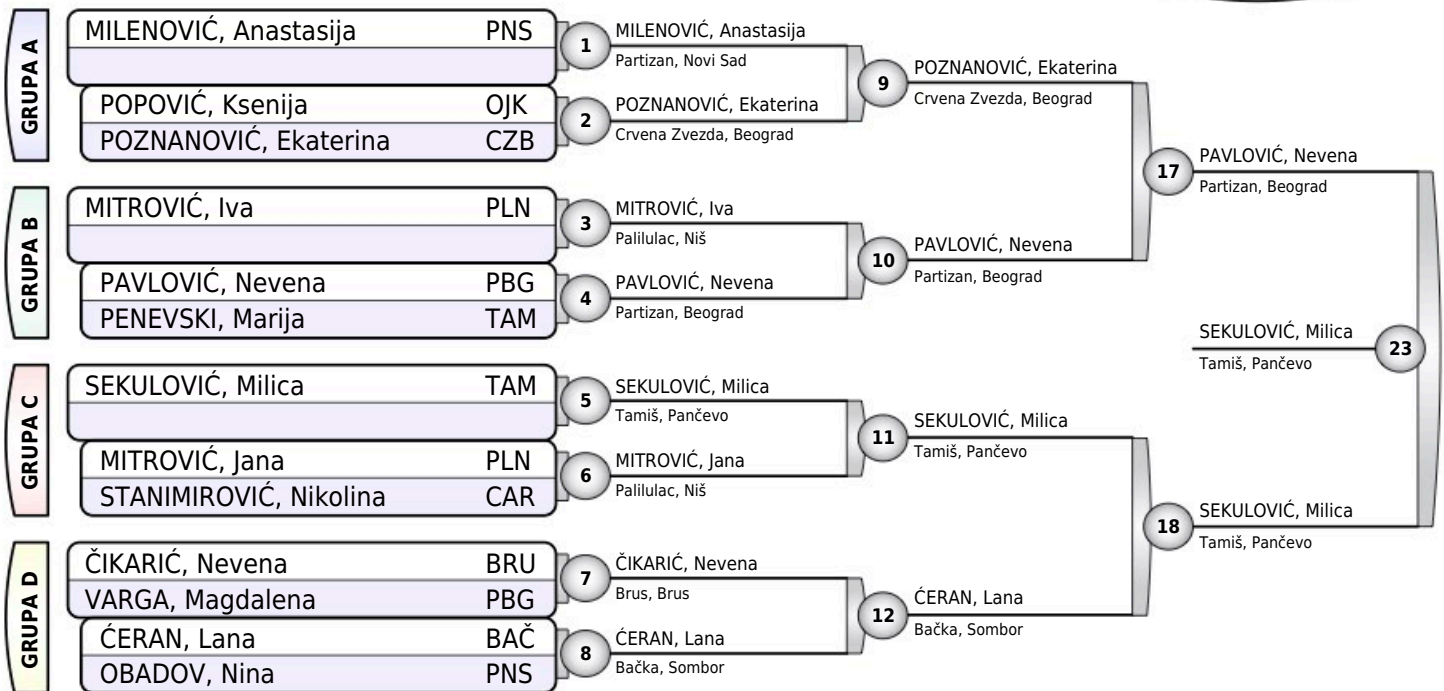 GRUPA A
MILENOVIĆ, Anastasija PNS
POPOVIĆ, Ksenija OJK
POZNANOVIĆ, Ekaterina CZB
GRUPA B
MITROVIĆ, Iva PLN
PAVLOVIĆ, Nevena PBG
PENEVSKI, Marija TAM
GRUPA C
SEKULOVIĆ, Milica TAM
MITROVIĆ, Jana PLN
STANIMIROVIĆ, Nikolina CAR
GRUPA D
ČIKARIĆ, Nevena BRU
VARGA, Magdalena PBG
ĆERAN, Lana BAČ
OBADOV, Nina PNS
1
MILENOVIĆ, Anastasija
Partizan, Novi Sad
2
POZNANOVIĆ, Ekaterina
Crvena Zvezda, Beograd
3
MITROVIĆ, Iva
Palilulac, Niš
4
PAVLOVIĆ, Nevena
Partizan, Beograd
5
SEKULOVIĆ, Milica
Tamiš, Pančevo
6
MITROVIĆ, Jana
Palilulac, Niš
7
ČIKARIĆ, Nevena
Brus, Brus
8
ĆERAN, Lana
Bačka, Sombor
9
POZNANOVIĆ, Ekaterina
Crvena Zvezda, Beograd
10
PAVLOVIĆ, Nevena
Partizan, Beograd
11
SEKULOVIĆ, Milica
Tamiš, Pančevo
12
ĆERAN, Lana
Bačka, Sombor
17
PAVLOVIĆ, Nevena
Partizan, Beograd
18
SEKULOVIĆ, Milica
Tamiš, Pančevo
SEKULOVIĆ, Milica
Tamiš, Pančevo
23